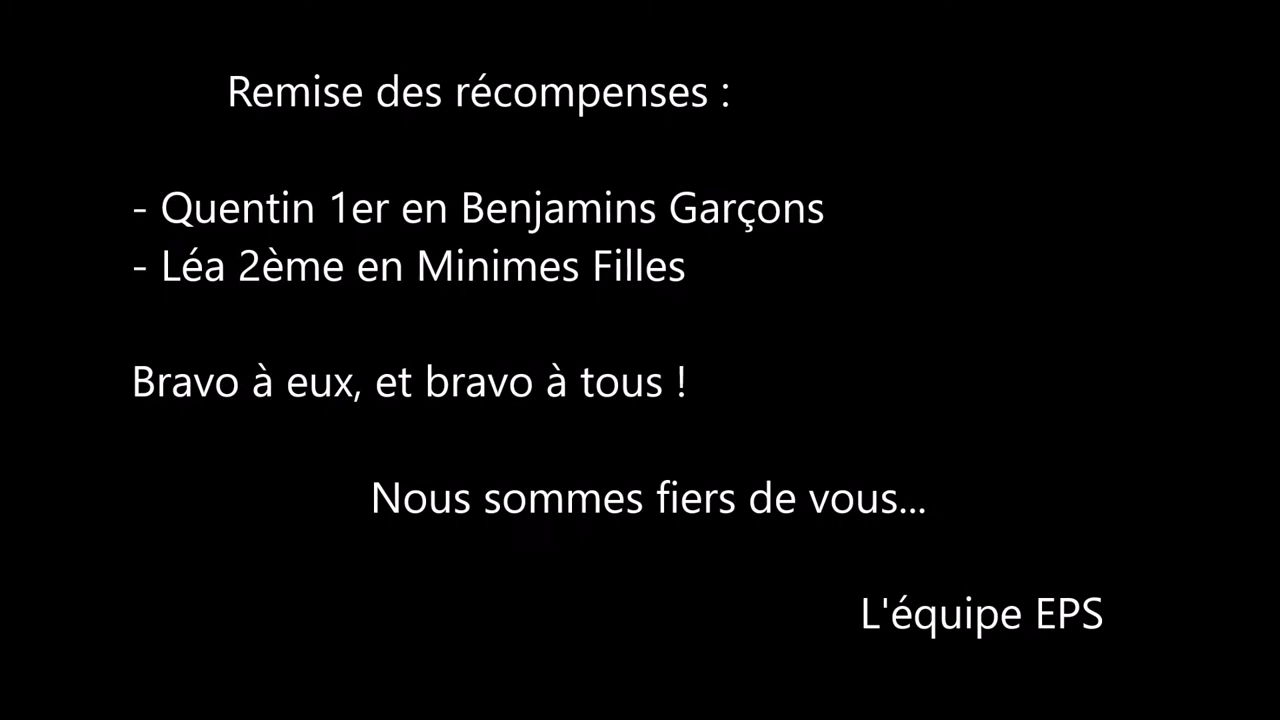 Remise des récompenses :
- Quentin 1er en Benjamins Garçons
- Léa 2ème en Minimes Filles
Bravo à eux, et bravo à tous !
Nous sommes fiers de vous...
L'équipe EPS